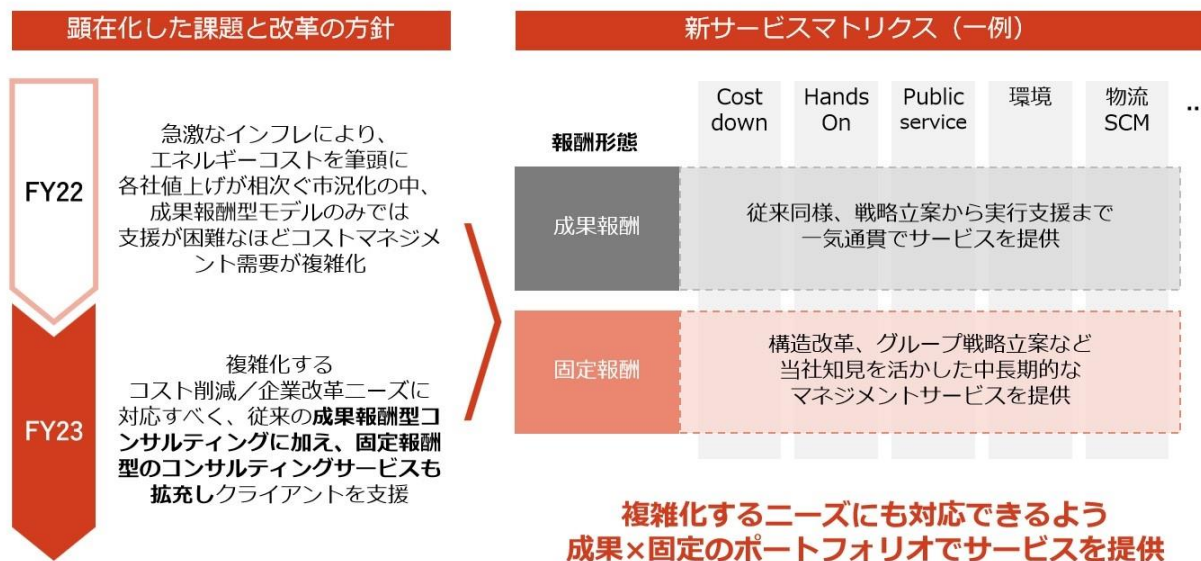 顕在化した課題と改革の方針
FY22
急激なインフレにより、
エネルギーコストを筆頭に
各社値上げが相次ぐ市況化の中、
成果報酬型モデルのみでは
支援が困難なほどコストマネジメ
ント需要が複雑化
FY23
複雑化する
コスト削減/企業改革ニーズに
対応すべく、従来の成果報酬型コ
ンサルティングに加え、固定報酬
型のコンサルティングサービスも
拡充しクライアントを支援
新サービスマトリクス（一例）
Cost
down
Hands
On
Public
service
環境
物流
SCM
...
報酬形態
成果報酬
従来同様、戦略立案から実行支援まで
一気通貫でサービスを提供
固定報酬
構造改革、グループ戦略立案など
当社知見を活かした中長期的な
マネジメントサービスを提供
複雑化するニーズにも対応できるよう
成果×固定のポートフォリオでサービスを提供